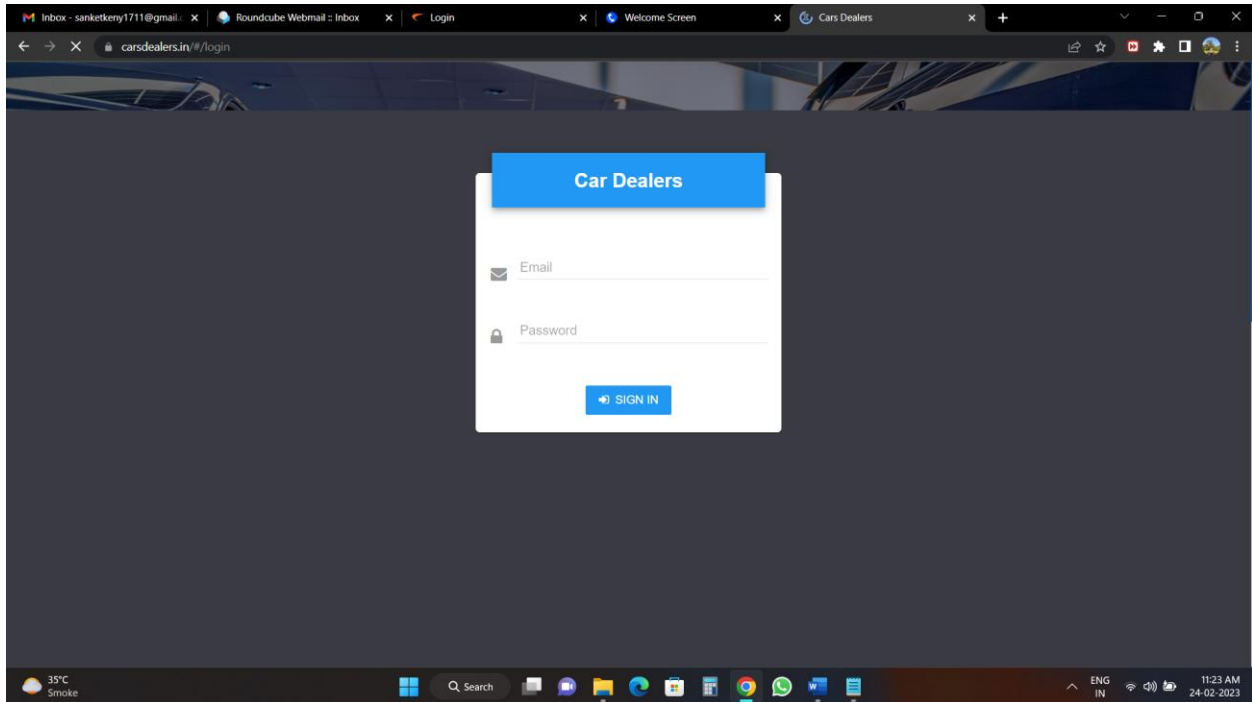 Inbox - sanketkeny1711@gmail.c
Roundcube Webmail :: Inbox
Login
Welcome Screen
Cars Dealers
carsdealers.in/#/login
Car Dealers
Email
Password
SIGN IN
35°C
Smoke
Search
ENG
IN
11:23 AM
24-02-2023